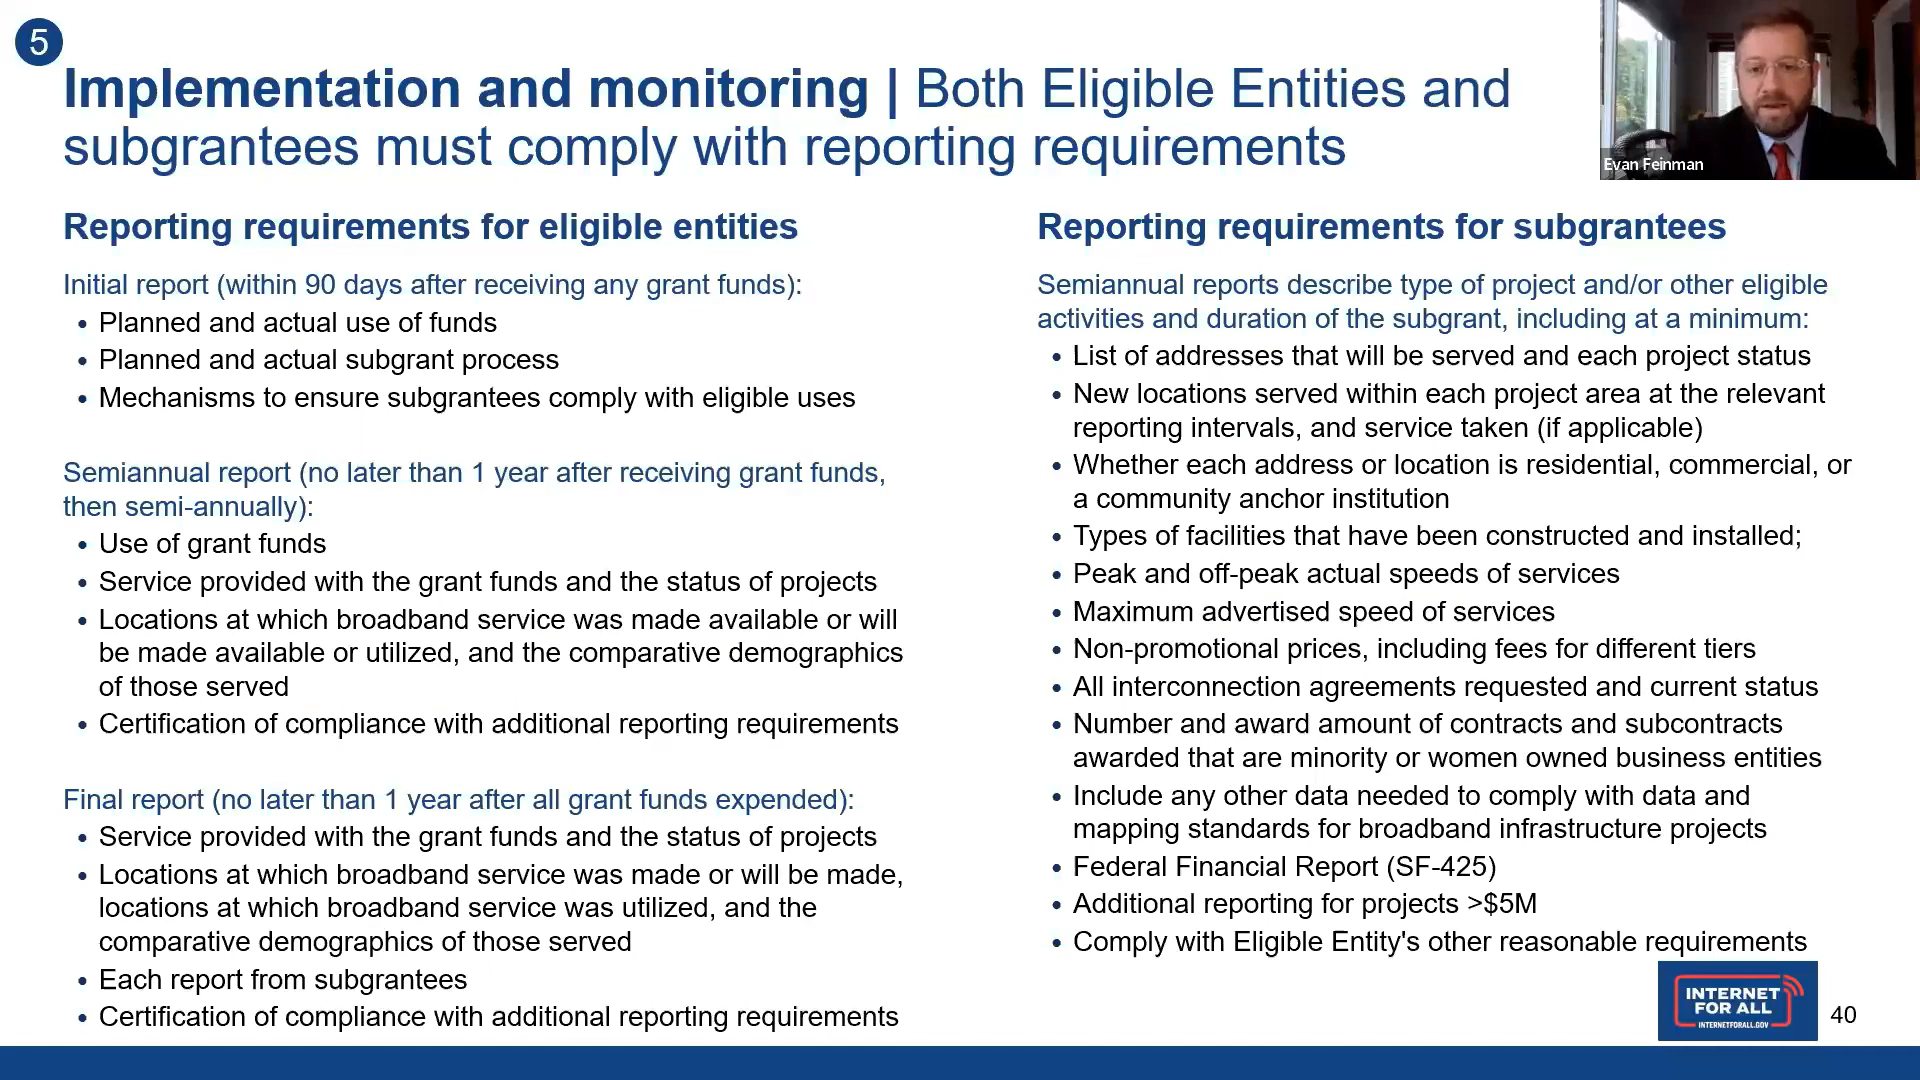 5
Implementation and monitoring | Both Eligible Entities and
subgrantees must comply with reporting requirements
Evan Feinman
Reporting requirements for eligible entities
Initial report (within 90 days after receiving any grant funds):
• Planned and actual use of funds
• Planned and actual subgrant process
• Mechanisms to ensure subgrantees comply with eligible uses
Semiannual report (no later than 1 year after receiving grant funds,
then semi-annually):
• Use of grant funds
• Service provided with the grant funds and the status of projects
• Locations at which broadband service was made available or will
be made available or utilized, and the comparative demographics
of those served
• Certification of compliance with additional reporting requirements
Final report (no later than 1 year after all grant funds expended):
• Service provided with the grant funds and the status of projects
• Locations at which broadband service was made or will be made,
locations at which broadband service was utilized, and the
comparative demographics of those served
• Each report from subgrantees
• Certification of compliance with additional reporting requirements
Reporting requirements for subgrantees
Semiannual reports describe type of project and/or other eligible
activities and duration of the subgrant, including at a minimum:
• List of addresses that will be served and each project status
• New locations served within each project area at the relevant
reporting intervals, and service taken (if applicable)
• Whether each address or location is residential, commercial, or
a community anchor institution
• Types of facilities that have been constructed and installed;
• Peak and off-peak actual speeds of services
• Maximum advertised speed of services
• Non-promotional prices, including fees for different tiers
• All interconnection agreements requested and current status
• Number and award amount of contracts and subcontracts
awarded that are minority or women owned business entities
• Include any other data needed to comply with data and
mapping standards for broadband infrastructure projects
• Federal Financial Report (SF-425)
• Additional reporting for projects >$5M
• Comply with Eligible Entity's other reasonable requirements
INTERNET
FOR ALL
INTERNETFORALL.GOV
40